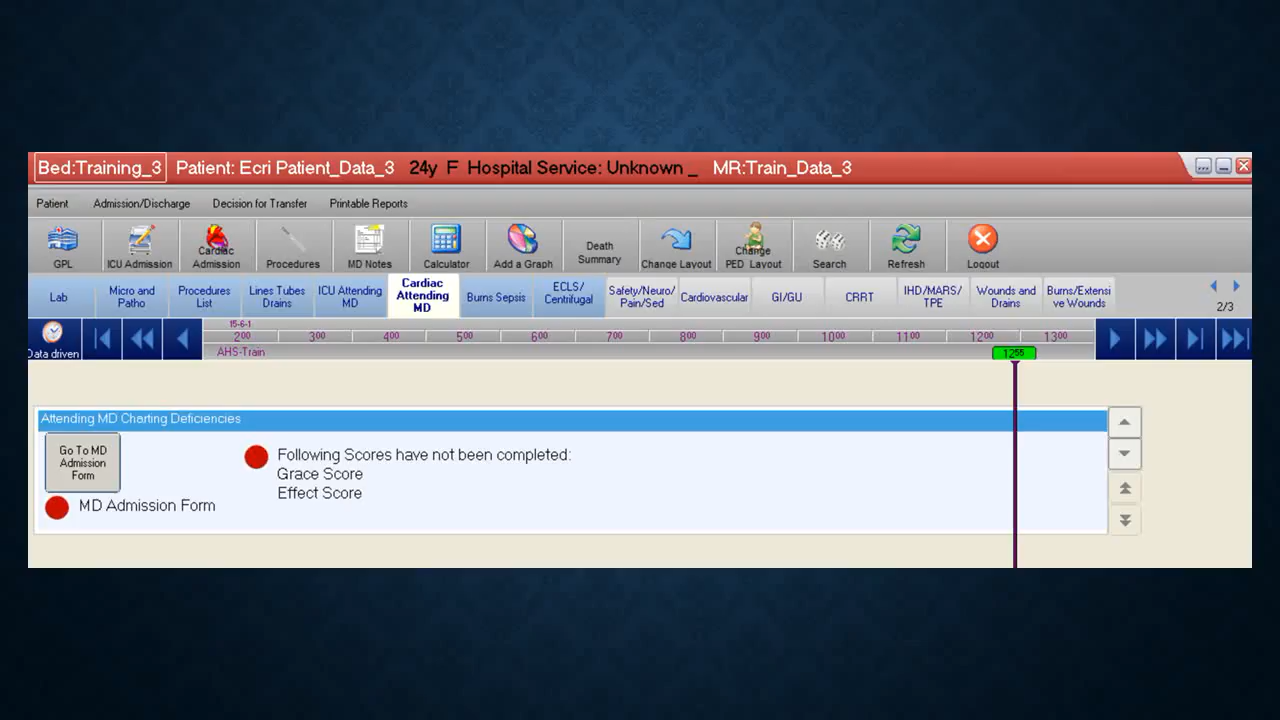 Bed:Training_3 Patient: Ecri Patient_Data_3 24y F Hospital Service: Unknown _ MR:Train_Data_3
Patient Admission/Discharge Decision for Transfer Printable Reports
GPL
ICU Admission
Cardiac
Admission
Procedures
MD Notes
Calculator
Add a Graph
Death
Summary
Change Layout
Change
PED_Layout
Search
Refresh
Logout
Lab
Micro and
Patho
Procedures
List
Lines Tubes
Drains
ICU Attending
MD
Cardiac
Attending
MD
Burns Sepsis
ECLS/
Centrifugal
Safety/Neuro/
Pain/Sed
Cardiovascular
GI/GU
CRRT
IHD/MARS/
TPE
Wounds and
Drains
Burns/Extensi
ve Wounds
2/3
Data driven
15-6-1
200 300 400 500 600 700 800 900 1000 1100 1200 1300
AHS-Train
1255
Attending MD Charting Deficiencies
Go To MD
Admission
Form
MD Admission Form
Following Scores have not been completed:
Grace Score
Effect Score